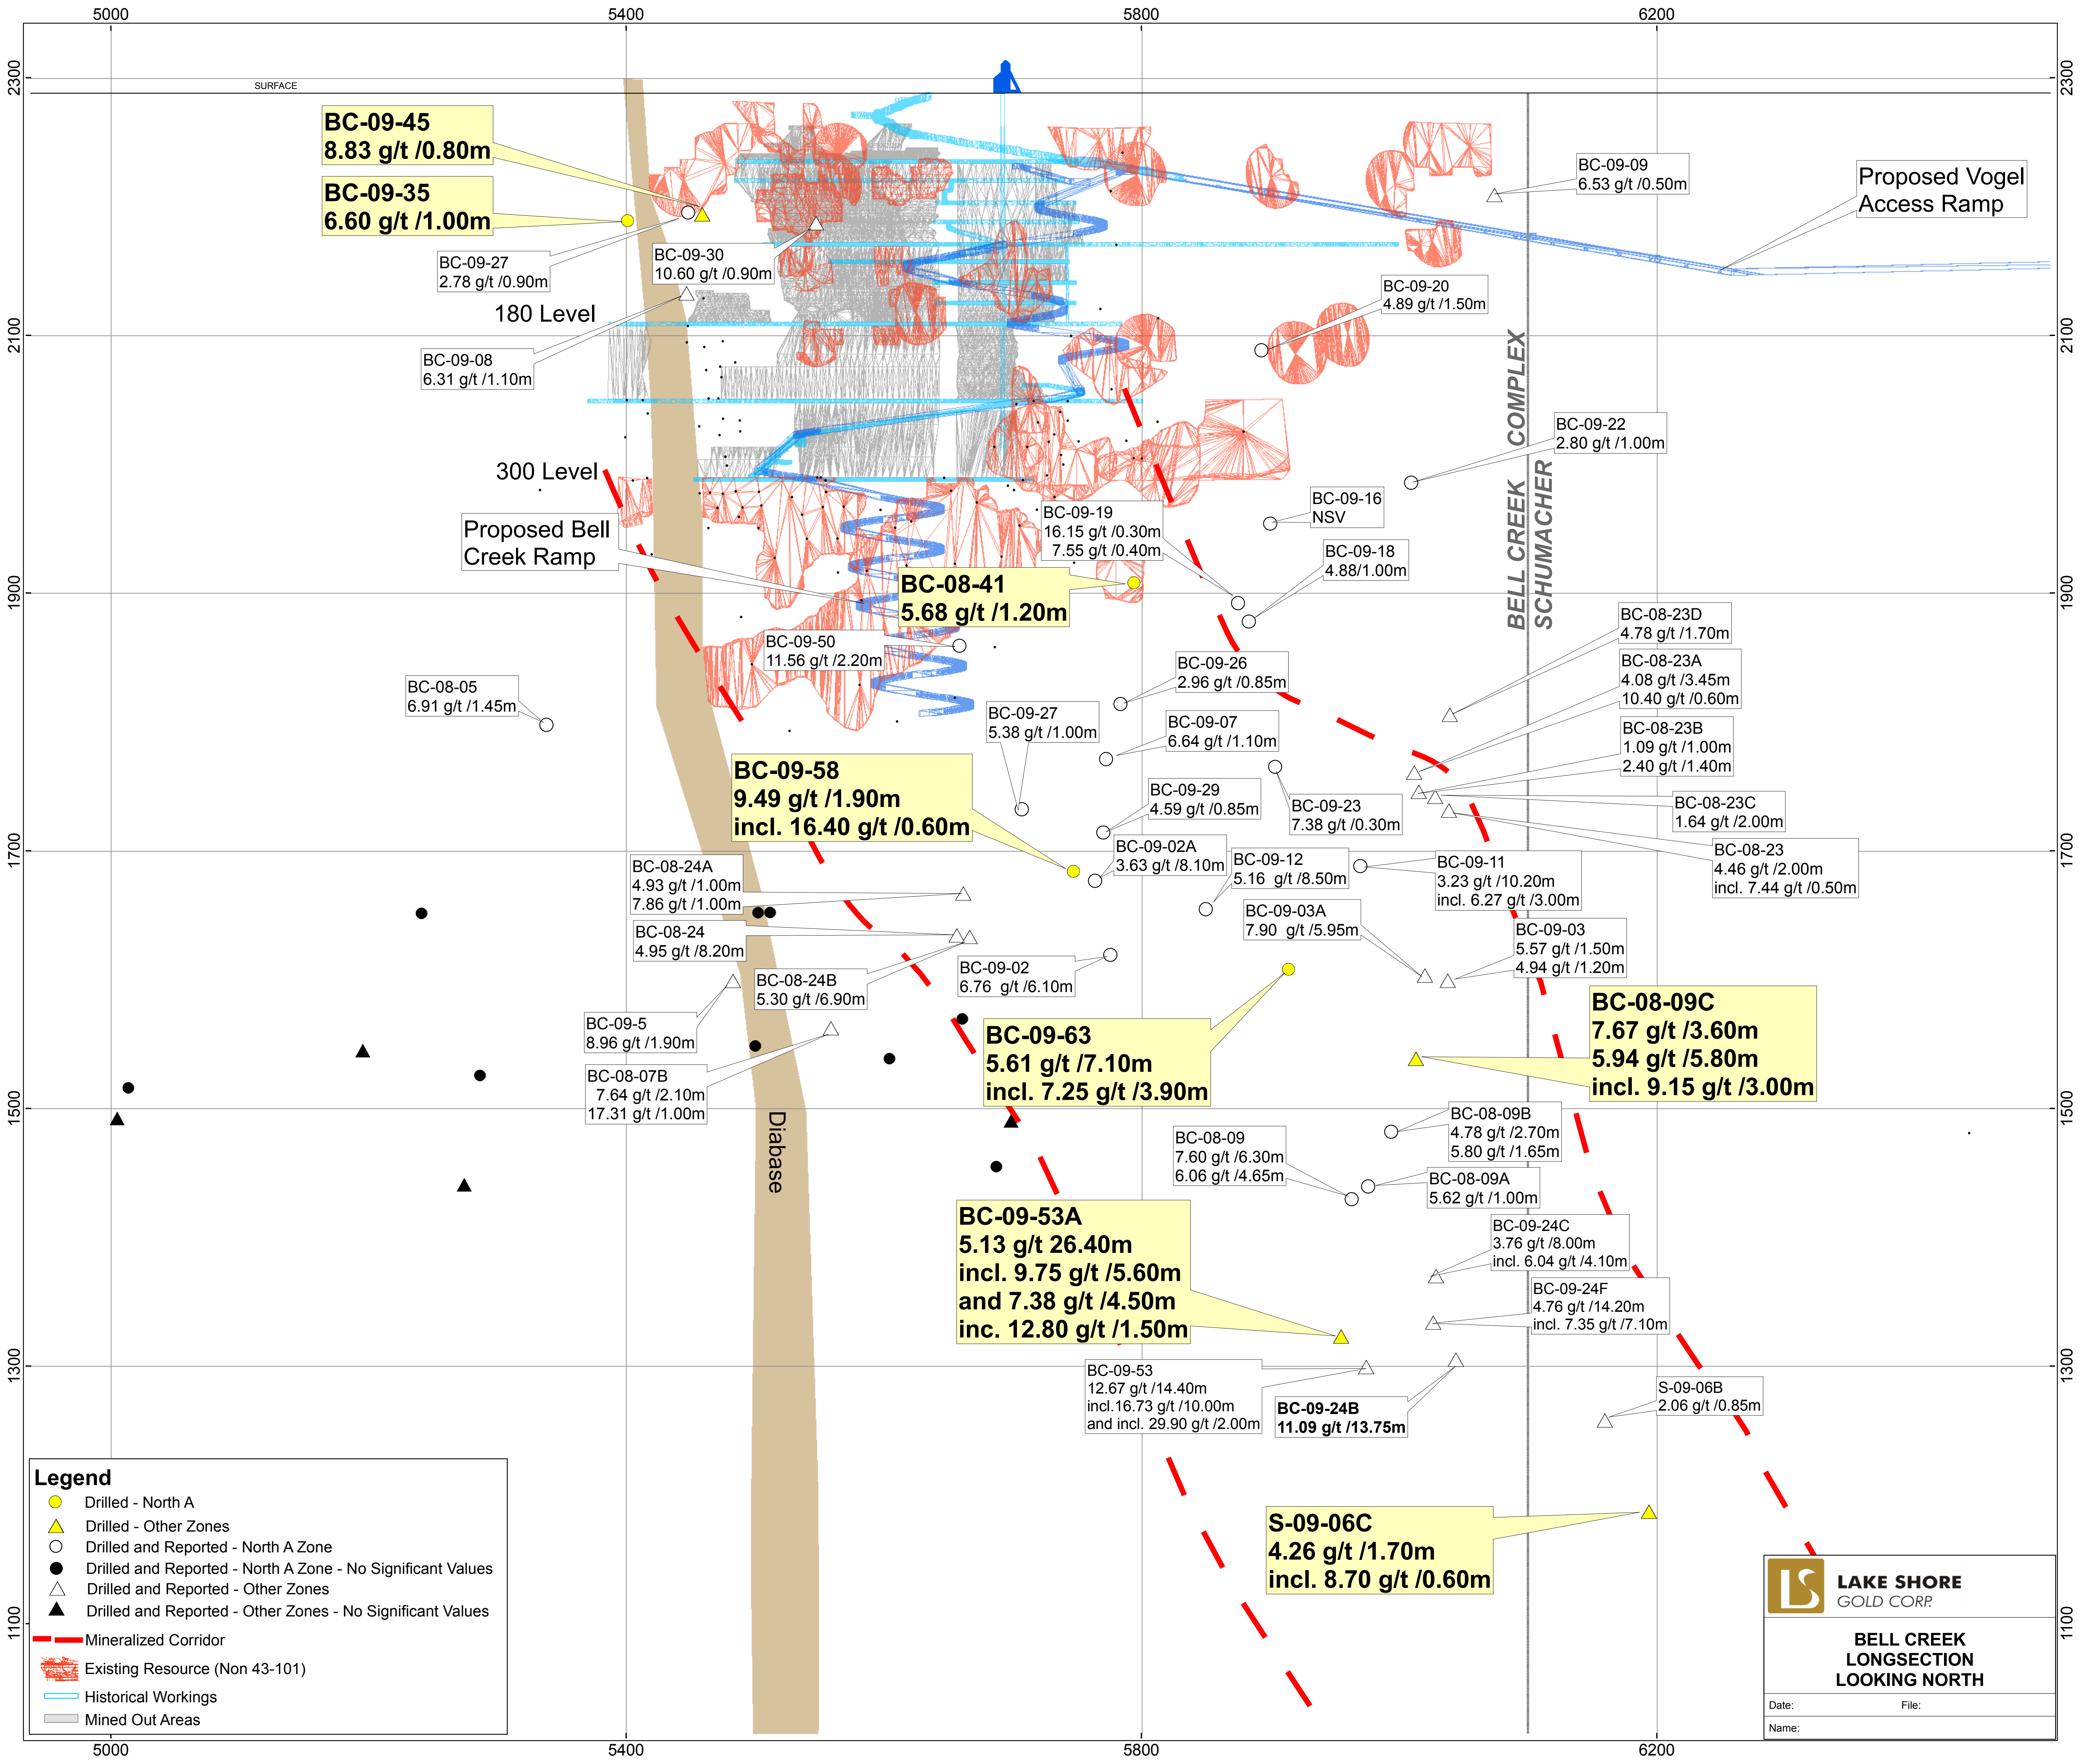 5000 5400 5800 6200
2300 2300
SURFACE
BC-09-45
8.83 g/t /0.80m
BC-09-35
6.60 g/t /1.00m
BC-09-27
2.78 g/t /0.90m
BC-09-30
10.60 g/t /0.90m
BC-09-09
6.53 g/t /0.50m
Proposed Vogel
Access Ramp
180 Level
BC-09-20
4.89 g/t /1.50m
2100 2100
BC-09-08
6.31 g/t /1.10m
BELL CREEK COMPLEX
SCHUMACHER
BC-09-22
2.80 g/t /1.00m
300 Level
BC-09-16
NSV
BC-09-19
16.15 g/t /0.30m
7.55 g/t /0.40m
Proposed Bell
Creek Ramp
BC-09-18
4.88/1.00m
BC-08-41
5.68 g/t /1.20m
1900 1900
BC-08-23D
4.78 g/t /1.70m
BC-09-50
11.56 g/t /2.20m
BC-09-26
2.96 g/t /0.85m
BC-08-23A
4.08 g/t /3.45m
10.40 g/t /0.60m
BC-08-05
6.91 g/t /1.45m
BC-09-27
5.38 g/t /1.00m
BC-09-07
6.64 g/t /1.10m
BC-08-23B
1.09 g/t /1.00m
2.40 g/t /1.40m
BC-09-58
9.49 g/t /1.90m
incl. 16.40 g/t /0.60m
BC-09-29
4.59 g/t /0.85m
BC-09-23
7.38 g/t /0.30m
BC-08-23C
1.64 g/t /2.00m
1700 1700
BC-09-02A
3.63 g/t /8.10m
BC-08-23
4.46 g/t /2.00m
incl. 7.44 g/t /0.50m
BC-08-24A
4.93 g/t /1.00m
7.86 g/t /1.00m
BC-09-12
5.16 g/t /8.50m
BC-09-11
3.23 g/t /10.20m
incl. 6.27 g/t /3.00m
BC-09-03A
7.90 g/t /5.95m
BC-08-24
4.95 g/t /8.20m
BC-09-03
5.57 g/t /1.50m
4.94 g/t /1.20m
BC-08-24B
5.30 g/t /6.90m
BC-09-02
6.76 g/t /6.10m
BC-09-5
8.96 g/t /1.90m
BC-08-09C
7.67 g/t /3.60m
5.94 g/t /5.80m
incl. 9.15 g/t /3.00m
BC-09-63
5.61 g/t /7.10m
incl. 7.25 g/t /3.90m
BC-08-07B
7.64 g/t /2.10m
17.31 g/t /1.00m
1500 1500
Diabase
BC-08-09B
4.78 g/t /2.70m
5.80 g/t /1.65m
BC-08-09
7.60 g/t /6.30m
6.06 g/t /4.65m
BC-08-09A
5.62 g/t /1.00m
BC-09-53A
5.13 g/t 26.40m
incl. 9.75 g/t /5.60m
and 7.38 g/t /4.50m
inc. 12.80 g/t /1.50m
BC-09-24C
3.76 g/t /8.00m
incl. 6.04 g/t /4.10m
BC-09-24F
4.76 g/t /14.20m
incl. 7.35 g/t /7.10m
1300 1300
BC-09-53
12.67 g/t /14.40m
incl.16.73 g/t /10.00m
and incl. 29.90 g/t /2.00m
BC-09-24B
11.09 g/t /13.75m
S-09-06B
2.06 g/t /0.85m
S-09-06C
4.26 g/t /1.70m
incl. 8.70 g/t /0.60m
1100 1100
Legend
Drilled - North A
Drilled - Other Zones
Drilled and Reported - North A Zone
Drilled and Reported - North A Zone - No Significant Values
Drilled and Reported - Other Zones
Drilled and Reported - Other Zones - No Significant Values
Mineralized Corridor
Existing Resource (Non 43-101)
Historical Workings
Mined Out Areas
LS
LAKE SHORE
GOLD CORP.
BELL CREEK
LONGSECTION
LOOKING NORTH
Date: File:
Name:
5000 5400 5800 6200